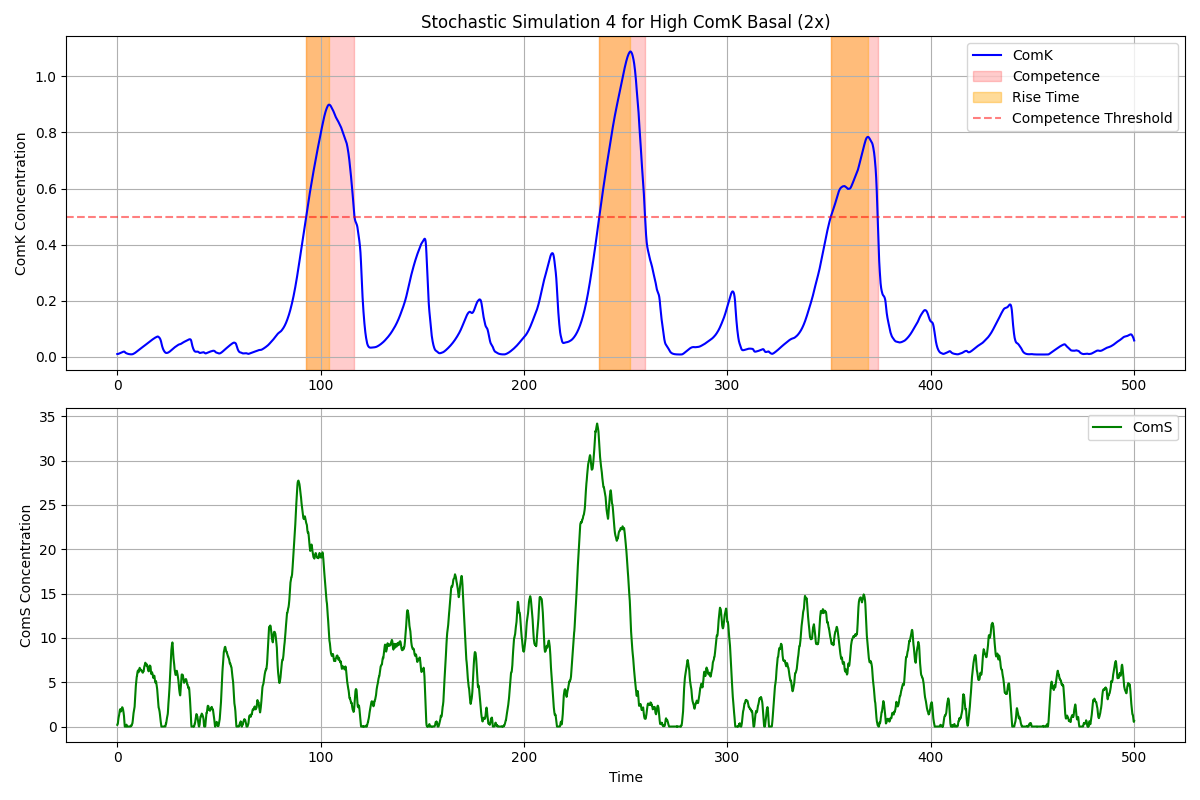 Stochastic Simulation 4 for High ComK Basal (2x)
ComK Concentration
1.0
0.8
0.6
0.4
0.2
0.0
ComK
Competence
Rise Time
Competence Threshold
0 100 200 300 400 500
ComS Concentration
35
30
25
20
15
10
5
0
ComS
0 100 200 300 400 500
Time